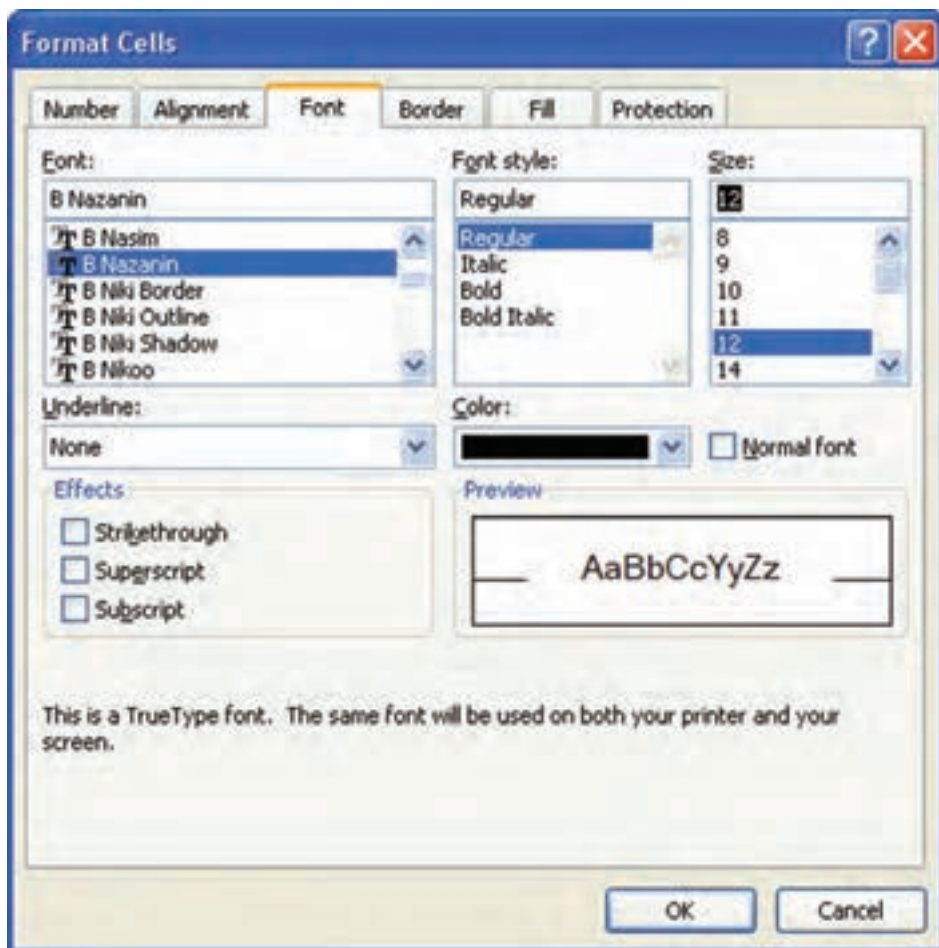 Format Cells
Number Alignment Font Border Fill Protection
Font: Font style: Size:
B Nazanin Regular 12
B Nasim Regular 8
B Nazanin Italic 9
B Niki Border Bold 10
B Niki Outline Bold Italic 11
B Niki Shadow 12
B Nikoo 14
Underline: Color:
None Normal font
Effects Preview
Strikethrough
Superscript
Subscript
AaBbCcYyZz
This is a TrueType font. The same font will be used on both your printer and your
screen.
OK Cancel